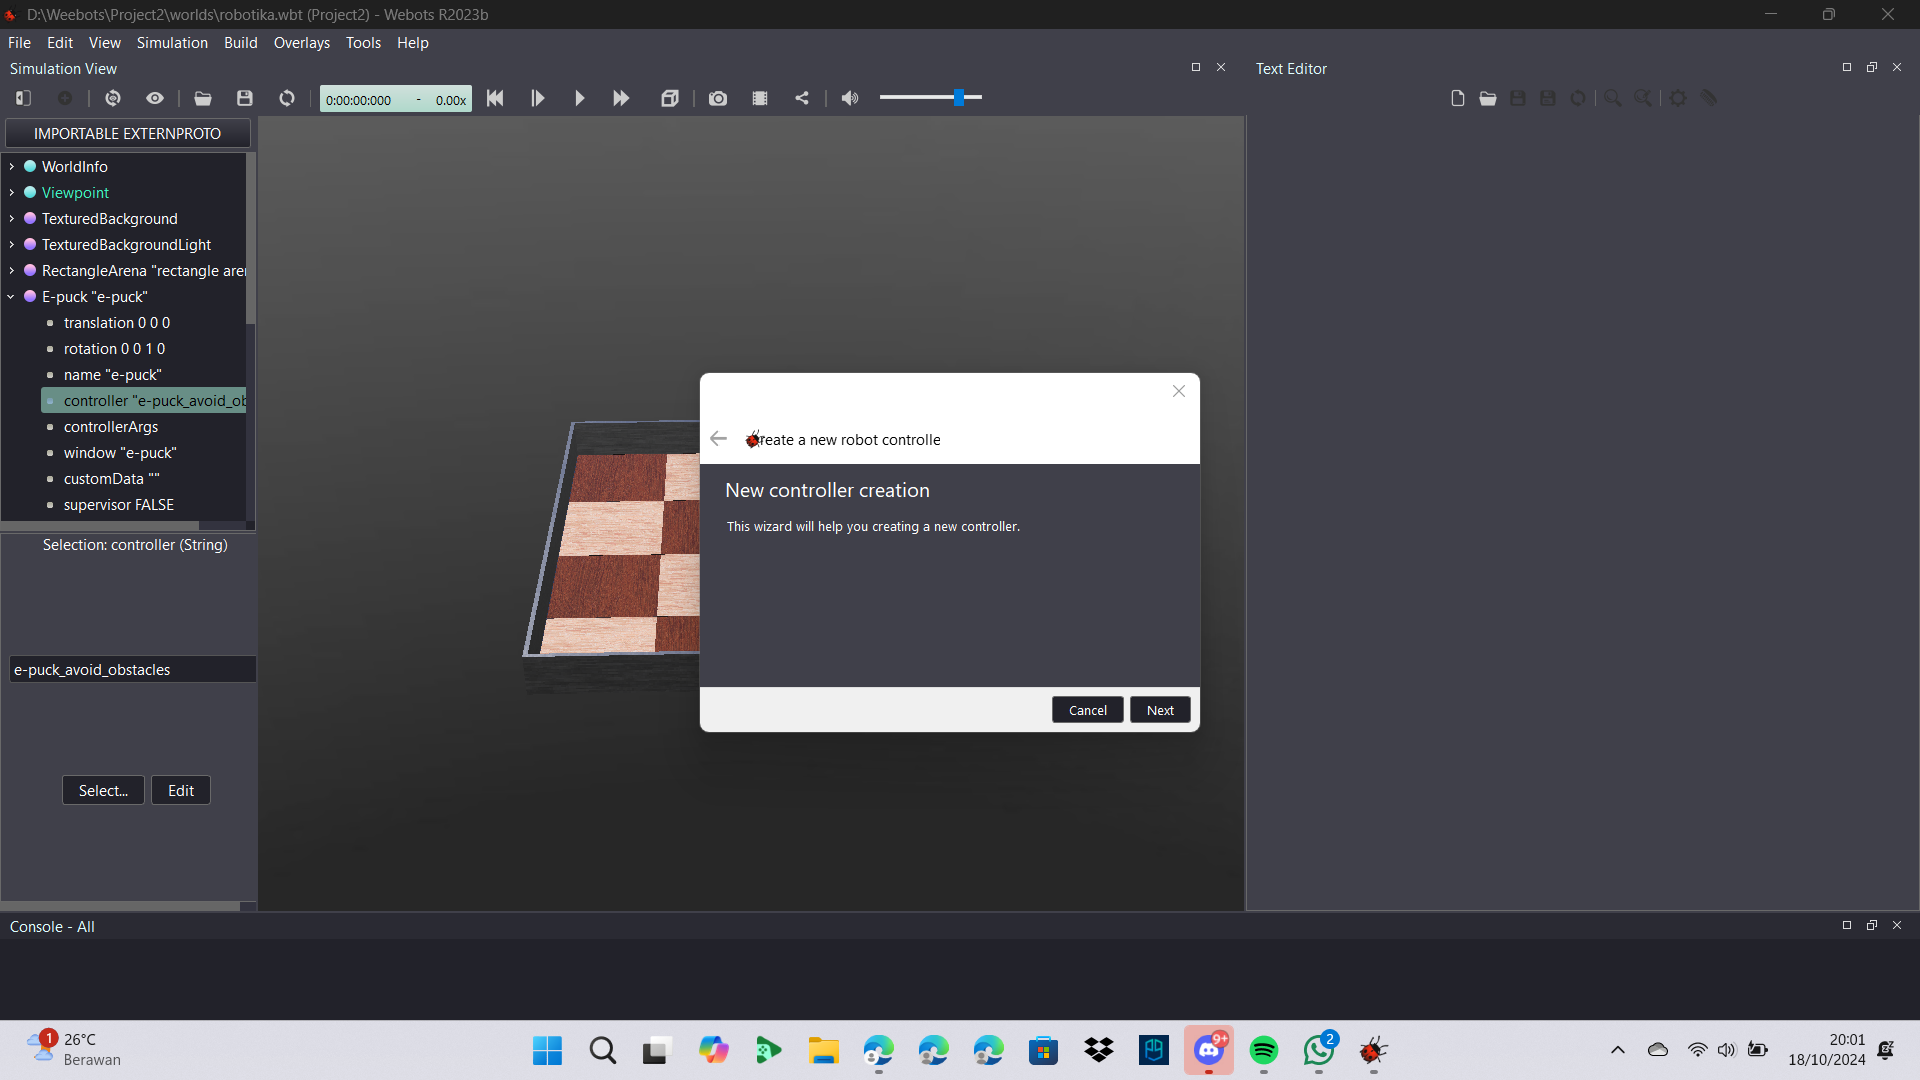 D:\Weebots\Project2\worlds\robotika.wbt (Project2) - Webots R2023b
File Edit View Simulation Build Overlays Tools Help
Simulation View
Text Editor
0:00:00:000 - 0.00x
IMPORTABLE EXTERNPROTO
WorldInfo
Viewpoint
TexturedBackground
TexturedBackgroundLight
RectangleArena "rectangle are
E-puck "e-puck"
translation 0 0 0
rotation 0 0 1 0
name "e-puck"
controller "e-puck_avoid_ob
controllerArgs
window "e-puck"
customData ""
supervisor FALSE
Selection: controller (String)
e-puck_avoid_obstacles
Select... Edit
reate a new robot controlle
New controller creation
This wizard will help you creating a new controller.
Cancel Next
Console - All
1
26°C
Berawan
9+
2
20:01
18/10/2024